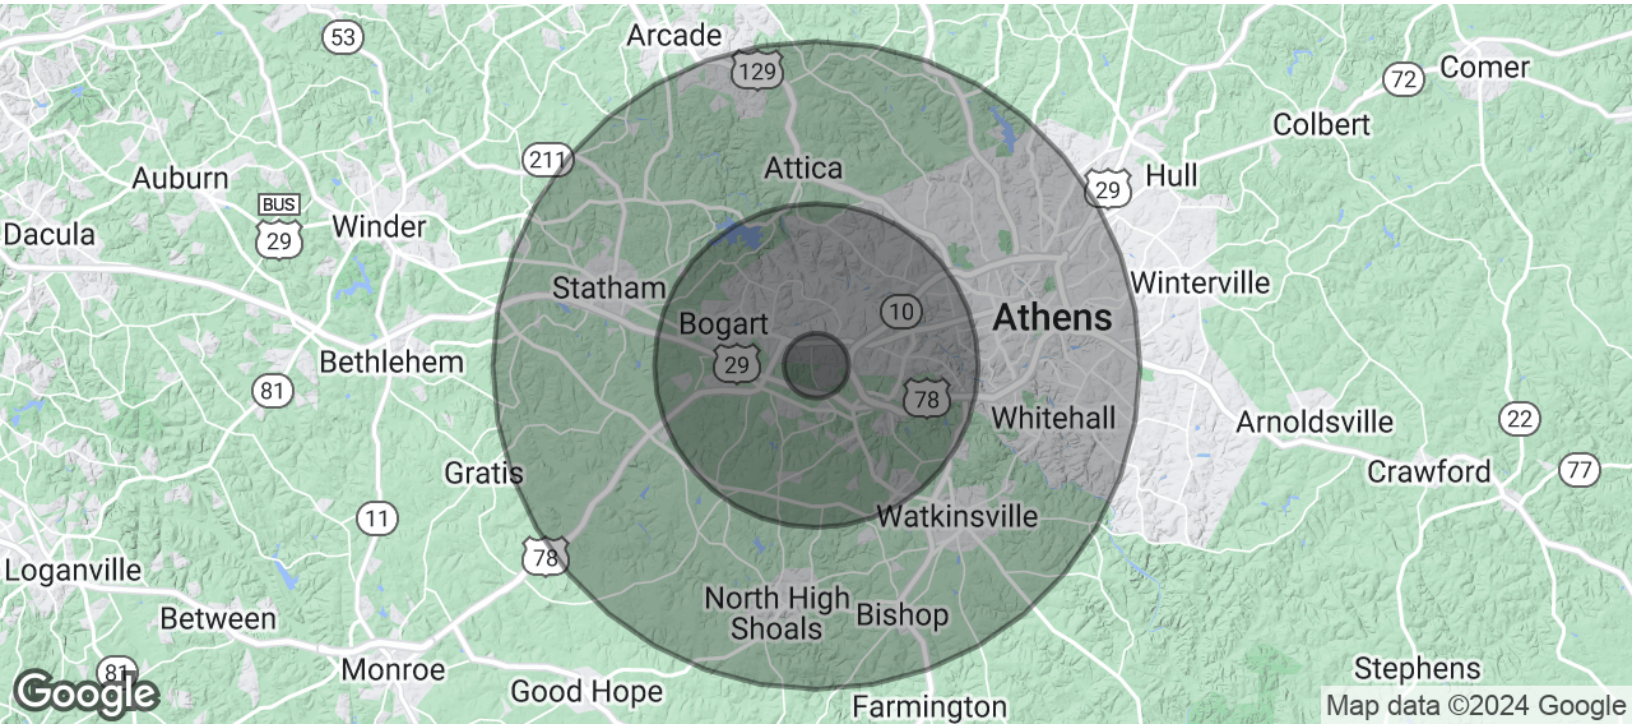 Arcade
53
129
Comer
72
Colbert
211
Attica
Auburn
Hull
29
BUS
29
Winder
Dacula
Statham
Winterville
10
Athens
Bogart
29
Bethlehem
81
78
Whitehall
Arnoldsville
22
Gratis
Crawford
77
11
Watkinsville
78
Loganville
Between
North High
Shoals
Bishop
81
Monroe
Good Hope
Stephens
Farmington
Google
Map data ©2024 Google